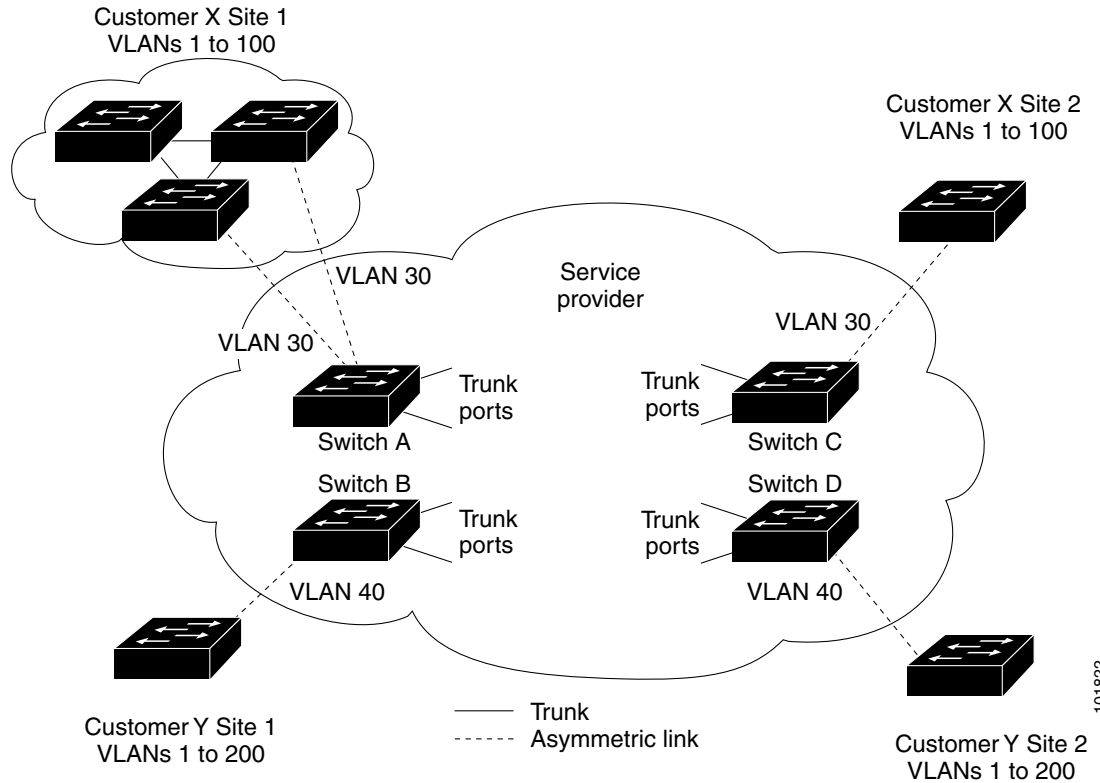 Customer X Site 1
VLANs 1 to 100
Customer X Site 2
VLANs 1 to 100
VLAN 30
Service
provider
VLAN 30
VLAN 30
Trunk
ports
Trunk
ports
Switch A
Switch C
Switch B
Switch D
Trunk
ports
Trunk
ports
VLAN 40
VLAN 40
Customer Y Site 1
VLANs 1 to 200
Trunk
Asymmetric link
Customer Y Site 2
VLANs 1 to 200
101822